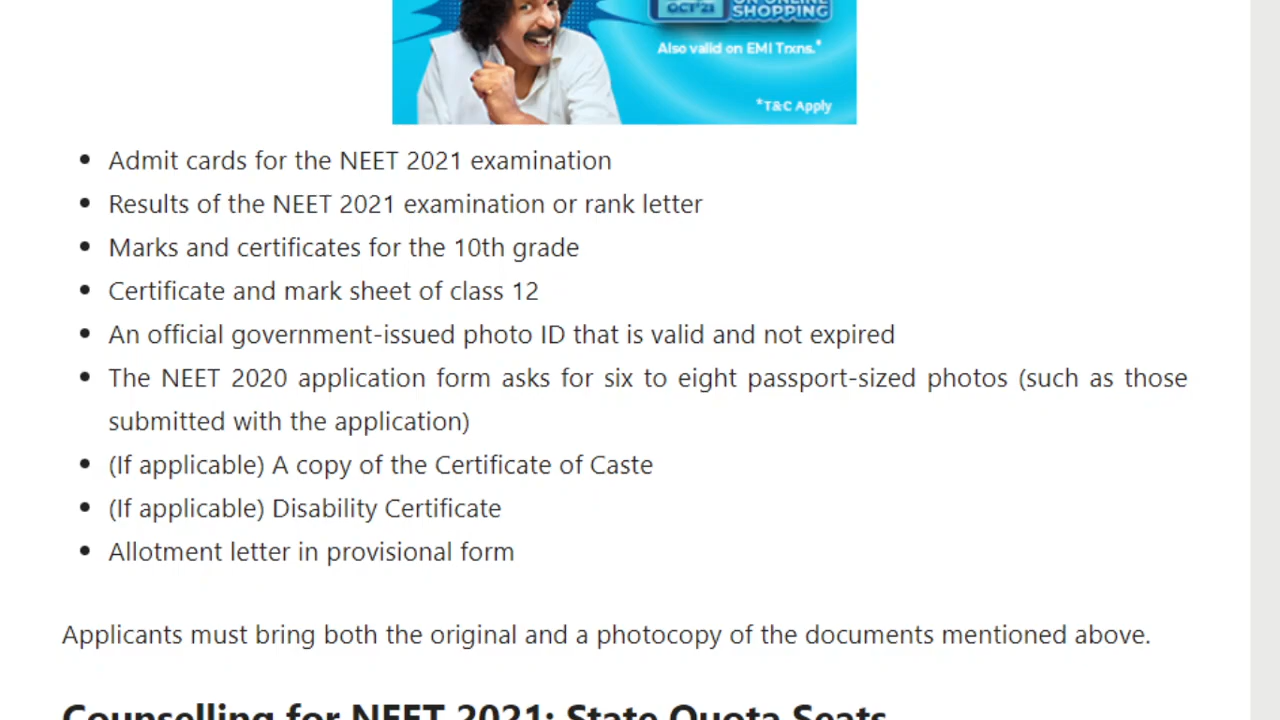 OCT'21
ON ONLINE
SHOPPING
Also valid on EMI Trxns.*
*T&C Apply
Admit cards for the NEET 2021 examination
Results of the NEET 2021 examination or rank letter
Marks and certificates for the 10th grade
Certificate and mark sheet of class 12
An official government-issued photo ID that is valid and not expired
The NEET 2020 application form asks for six to eight passport-sized photos (such as those
submitted with the application)
(If applicable) A copy of the Certificate of Caste
(If applicable) Disability Certificate
Allotment letter in provisional form
Applicants must bring both the original and a photocopy of the documents mentioned above.
Counselling for NEET 2021: State Quota Seats